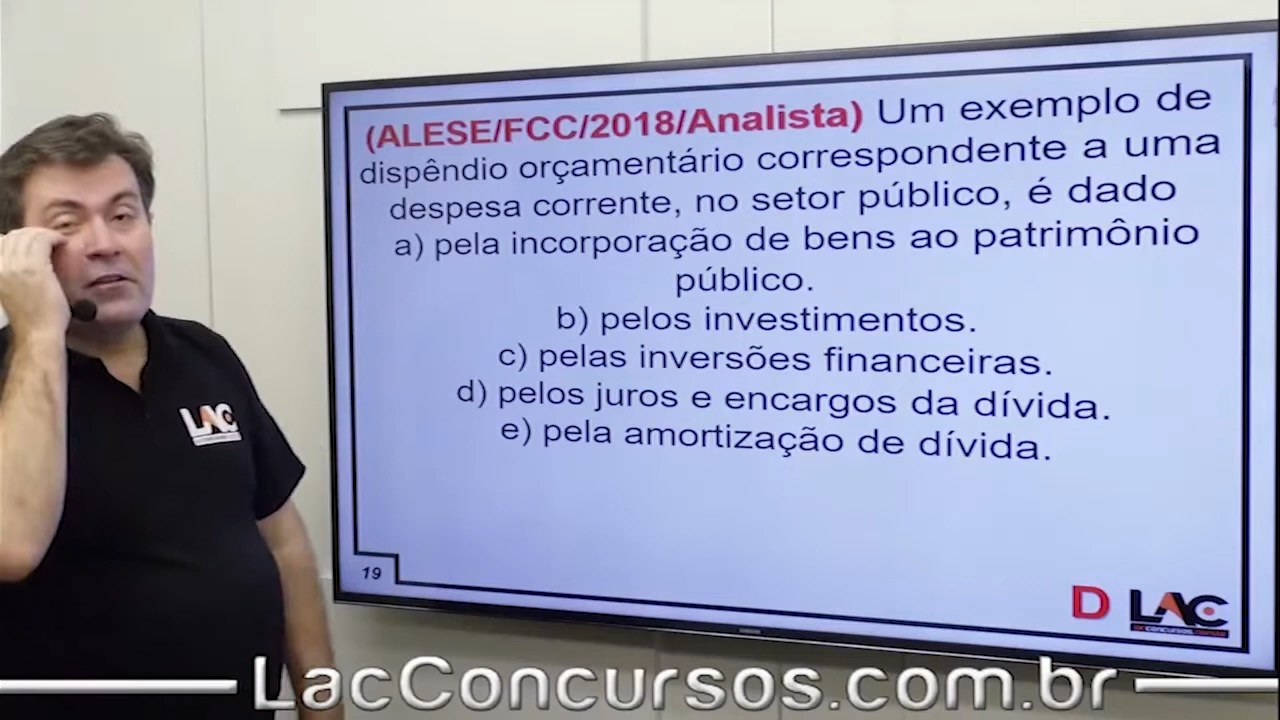 (ALESE/FCC/2018/Analista) Um exemplo de
dispêndio orçamentário correspondente a uma
despesa corrente, no setor público, é dado
a) pela incorporação de bens ao patrimônio
público.
b) pelos investimentos.
c) pelas inversões financeiras.
d) pelos juros e encargos da dívida.
e) pela amortização de dívida.
19
D
LAC
LAC
LacConcursos.com.br